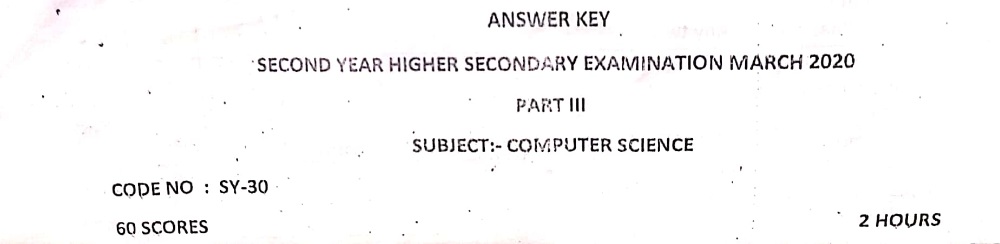 ANSWER KEY
SECOND YEAR HIGHER SECONDARY EXAMINATION MARCH 2020
PART III
SUBJECT:- COMPUTER SCIENCE
CODE NO : SY-30
60 SCORES
2 HOURS